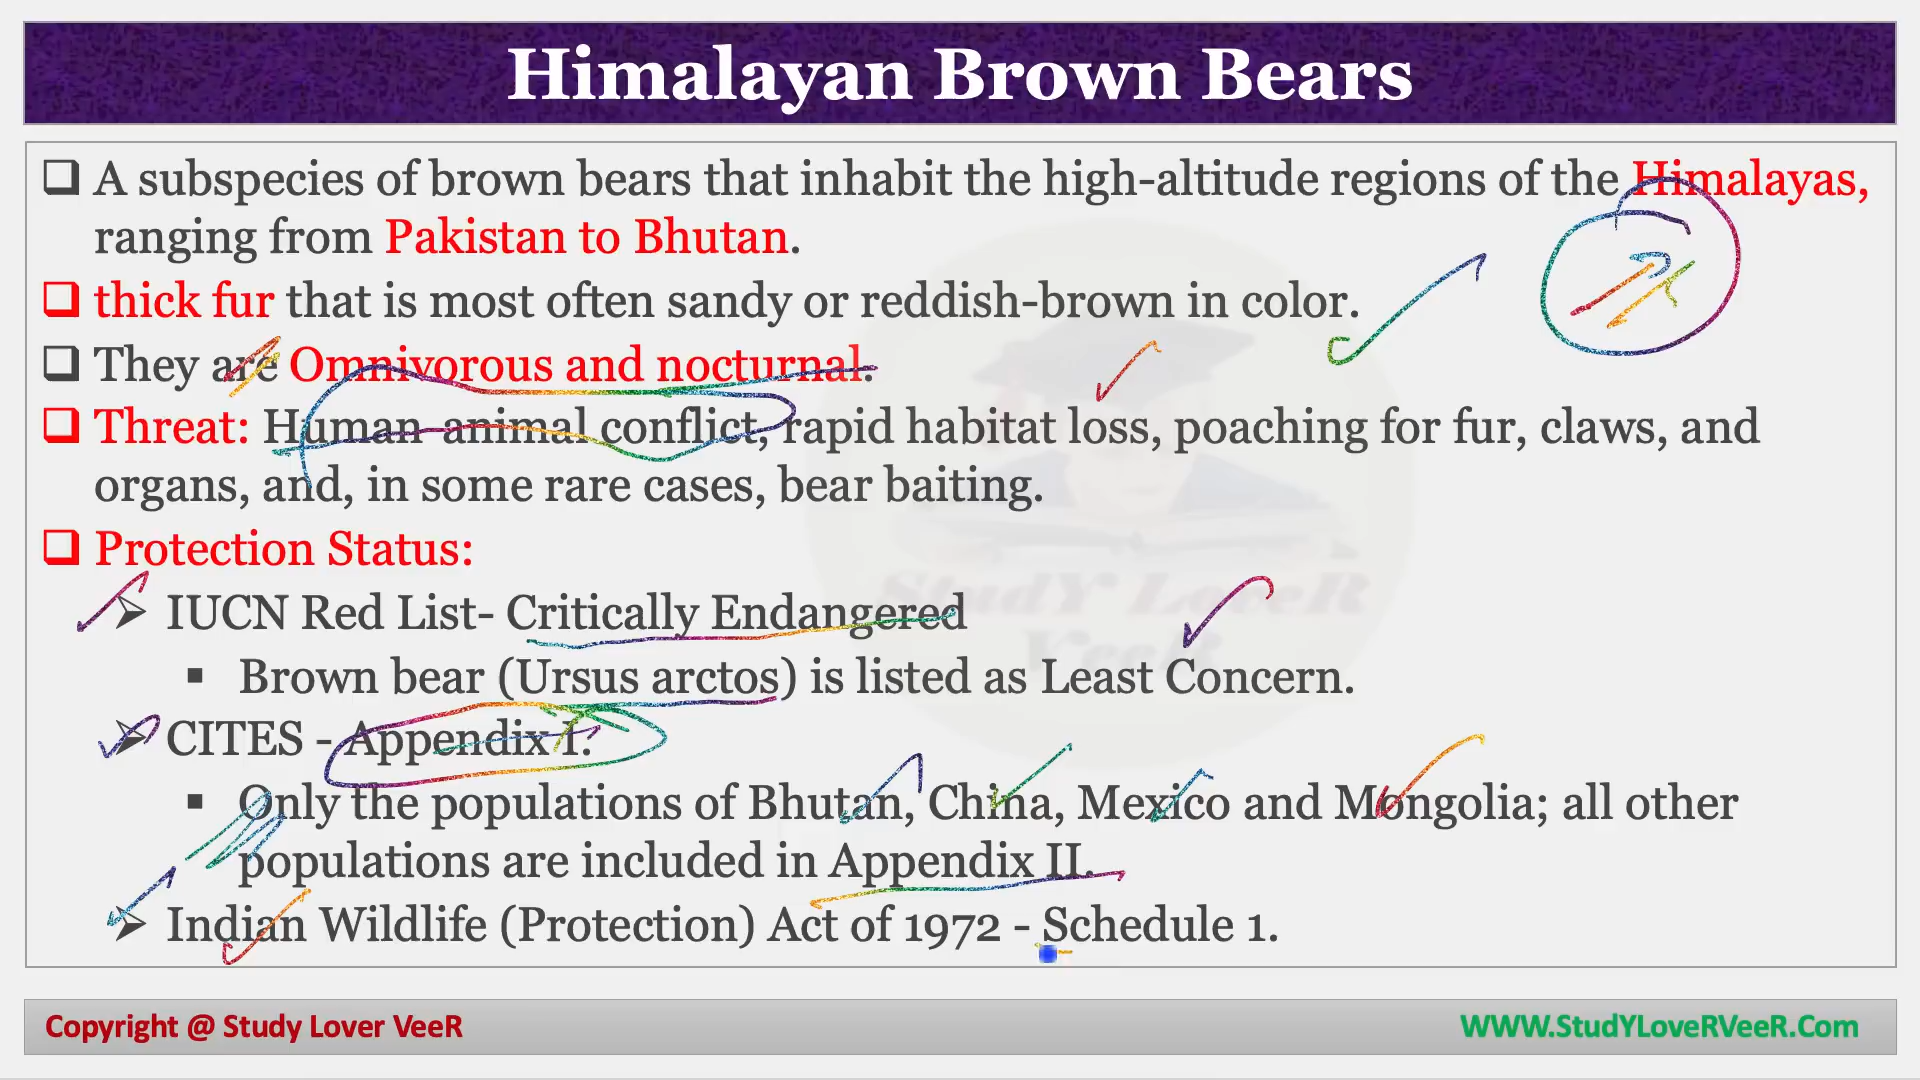 Himalayan Brown Bears
❑ A subspecies of brown bears that inhabit the high-altitude regions of the Himalayas,
ranging from Pakistan to Bhutan.
❑ thick fur that is most often sandy or reddish-brown in color.
❑ They are Omnivorous and nocturnal.
❑ Threat: Human-animal conflict, rapid habitat loss, poaching for fur, claws, and
organs, and, in some rare cases, bear baiting.
❑ Protection Status:
➢ IUCN Red List- Critically Endangered
▪ Brown bear (Ursus arctos) is listed as Least Concern.
➢ CITES - Appendix I.
▪ Only the populations of Bhutan, China, Mexico and Mongolia; all other
populations are included in Appendix II.
➢ Indian Wildlife (Protection) Act of 1972 - Schedule 1.
StudY LoveR
VeeR
Copyright @ Study Lover VeeR
WWW.StudYLoveRVeeR.Com